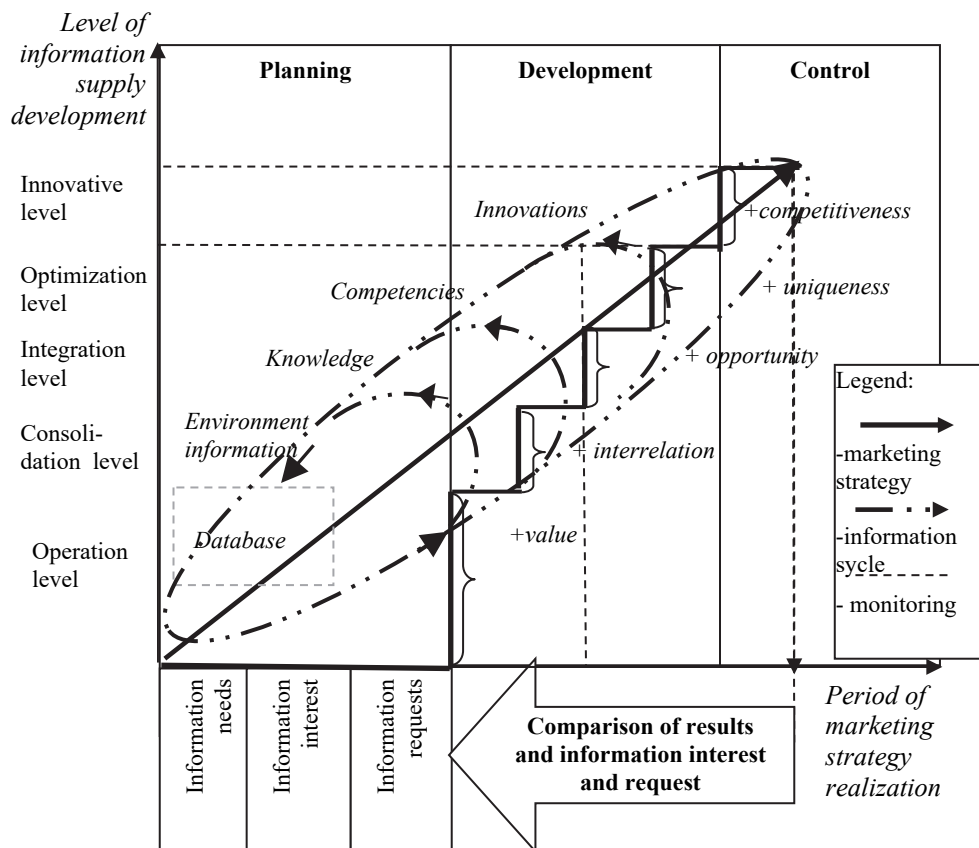 Level of
information
supply
development
Planning
Development
Control
Innovative
level
Innovations
+competitiveness
Optimization
level
Competencies
+ uniqueness
Integration
level
Knowledge
+ opportunity
Consoli-
dation level
Environment
information
+ interrelation
Operation
level
Database
+value
Legend:
-marketing
strategy
-information
sycle
- monitoring
Information
needs
Information
interest
Information
requests
Comparison of results
and information interest
and request
Period of
marketing
strategy
realization